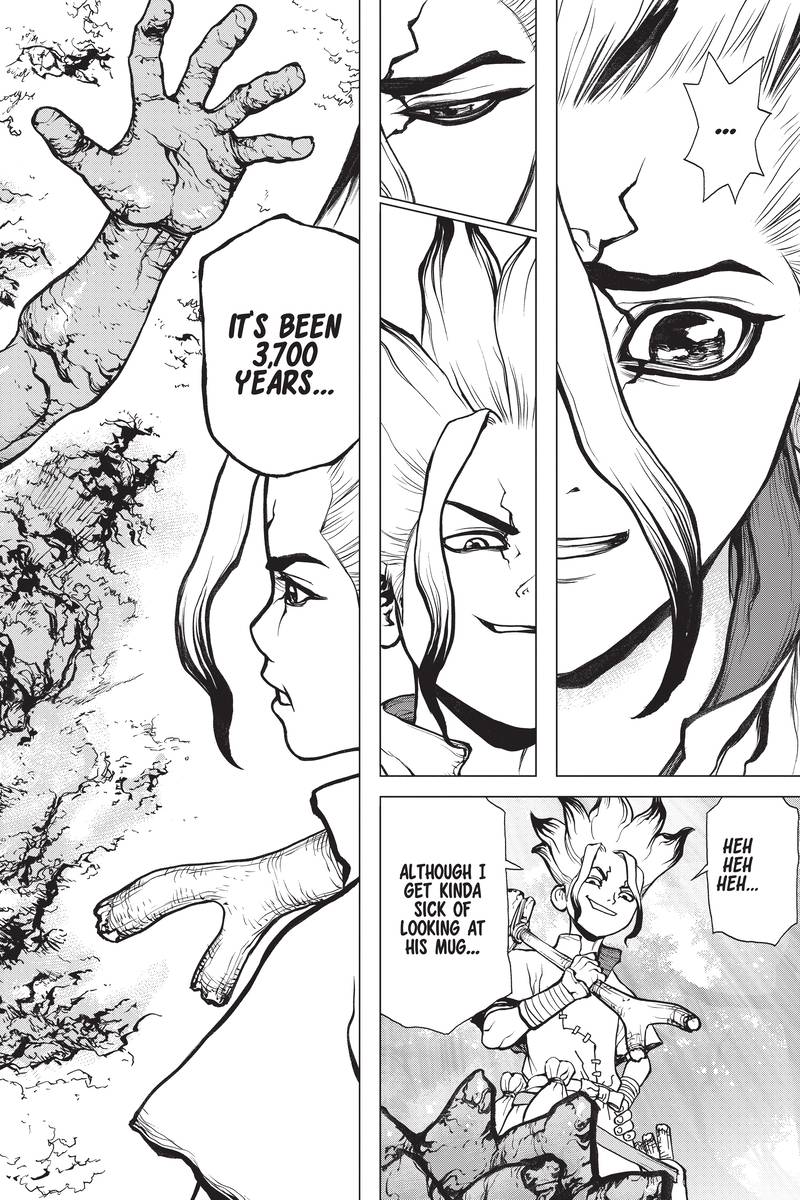 ...
HEH
HEH
HEH...
ALTHOUGH I
GET KINDA
SICK OF
LOOKING AT
HIS MUG...
IT'S BEEN
3,700
YEARS...